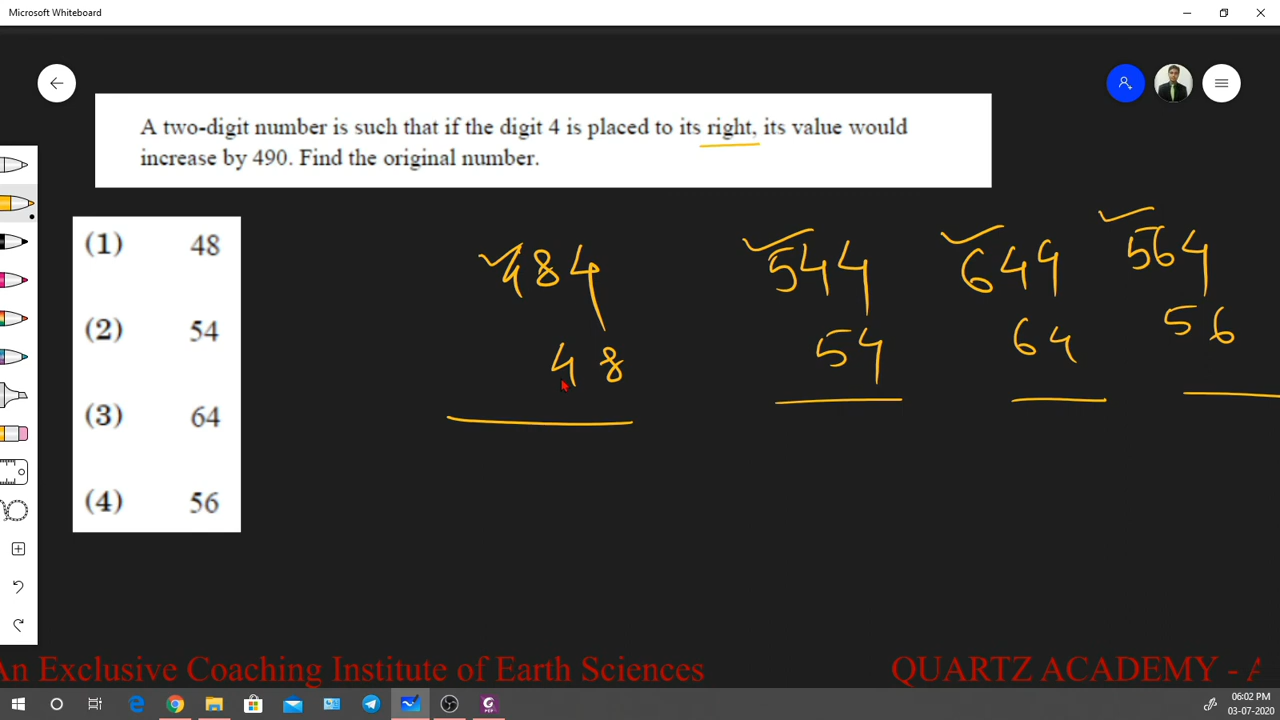 Microsoft Whiteboard
A two-digit number is such that if the digit 4 is placed to its right, its value would
increase by 490. Find the original number.
(1) 48
(2) 54
(3) 64
(4) 56
484 544 644 564
48 54 64 56
An Exclusive Coaching Institute of Earth Sciences QUARTZ ACADEMY - A
06:02 PM
03-07-2020